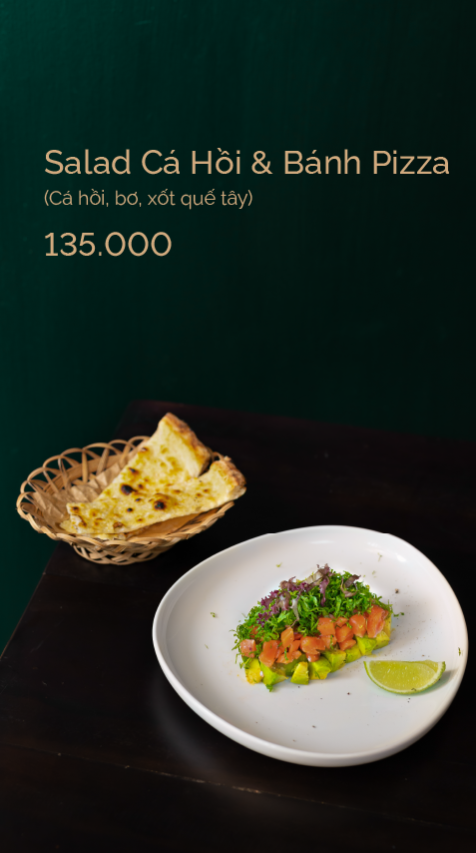 Salad Cá Hồi & Bánh Pizza
(Cá hồi, bơ, xốt quế tây)
135.000